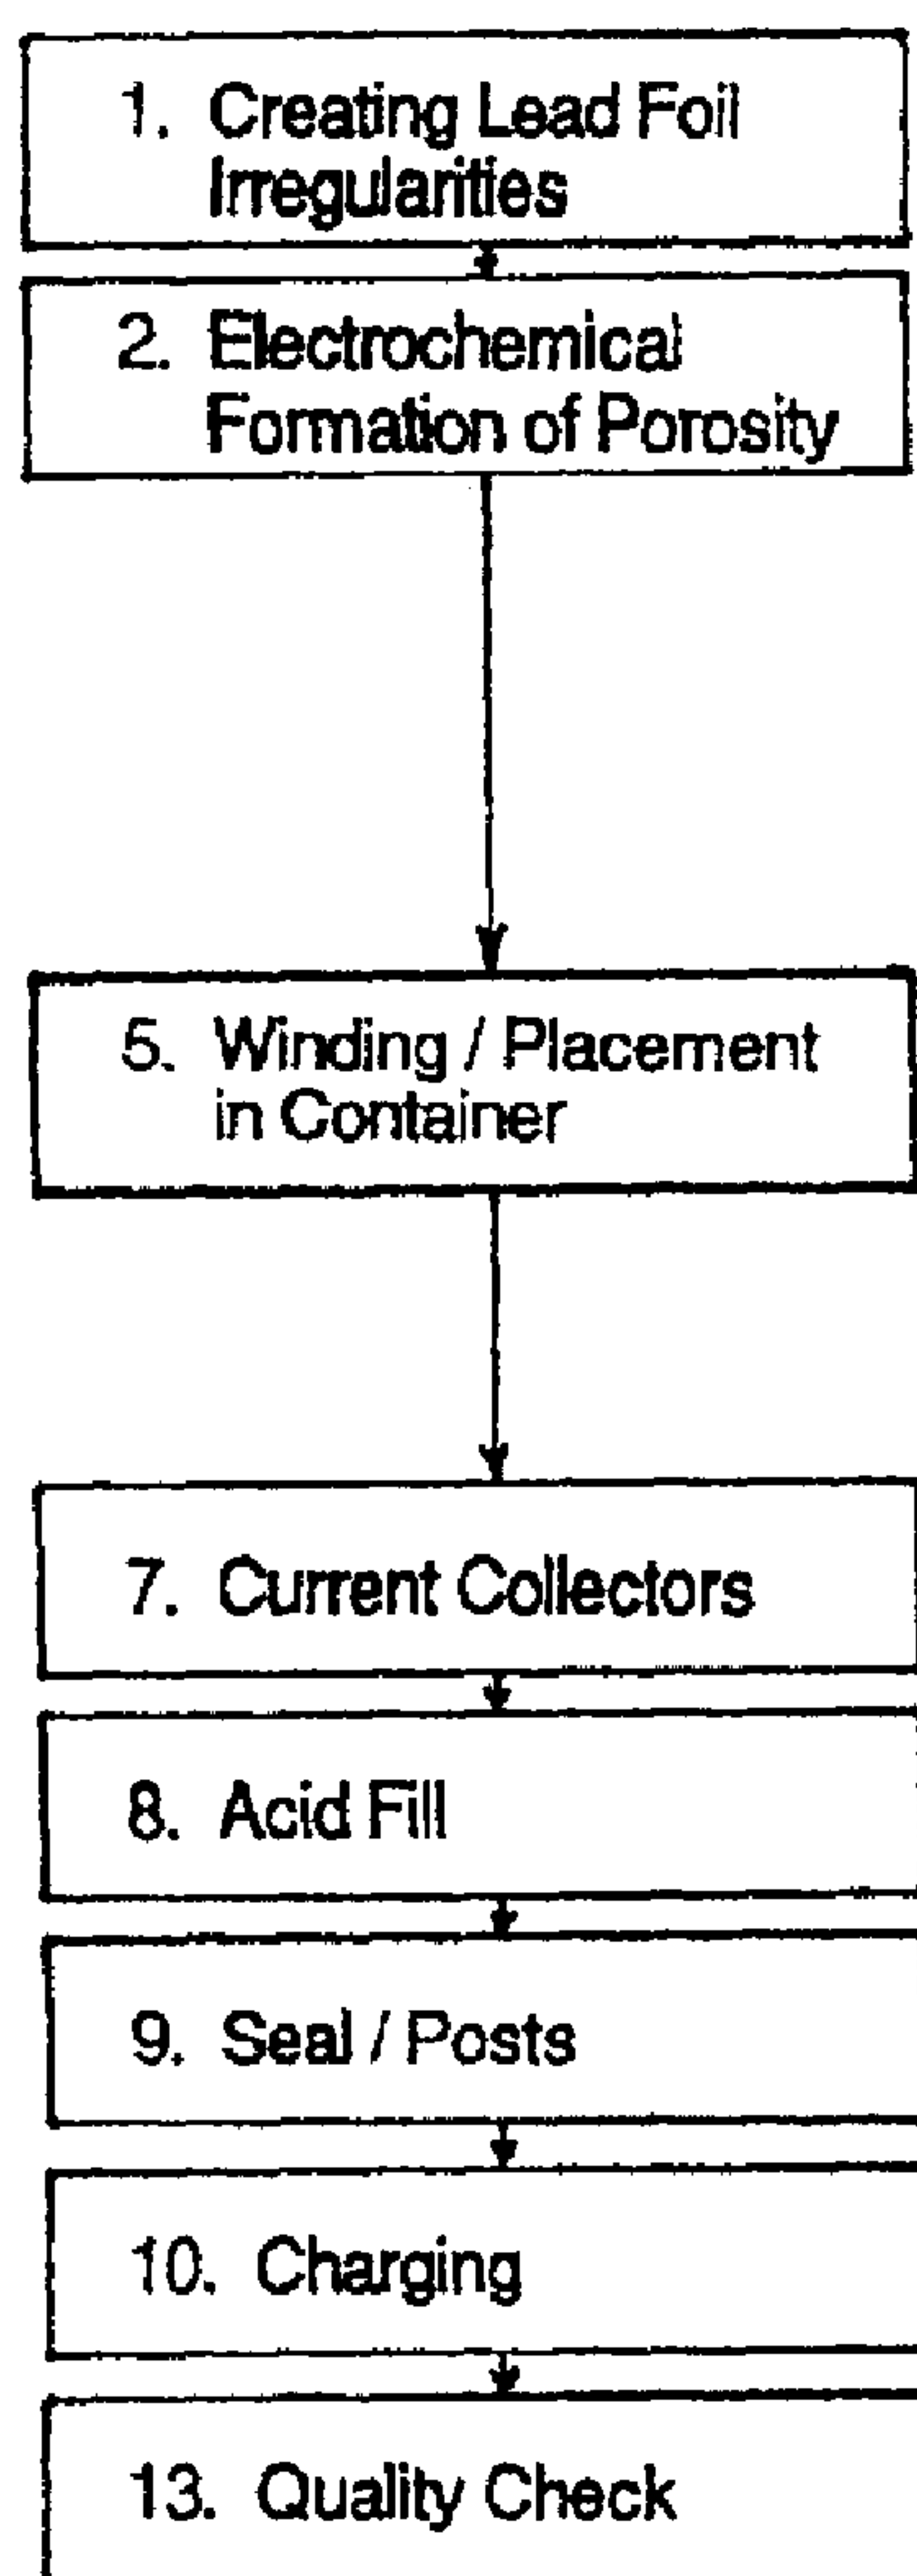 1. Creating Lead Foil
Irregularities
2. Electrochemical
Formation of Porosity
5. Winding / Placement
in Container
7. Current Collectors
8. Acid Fill
9. Seal / Posts
10. Charging
13. Quality Check